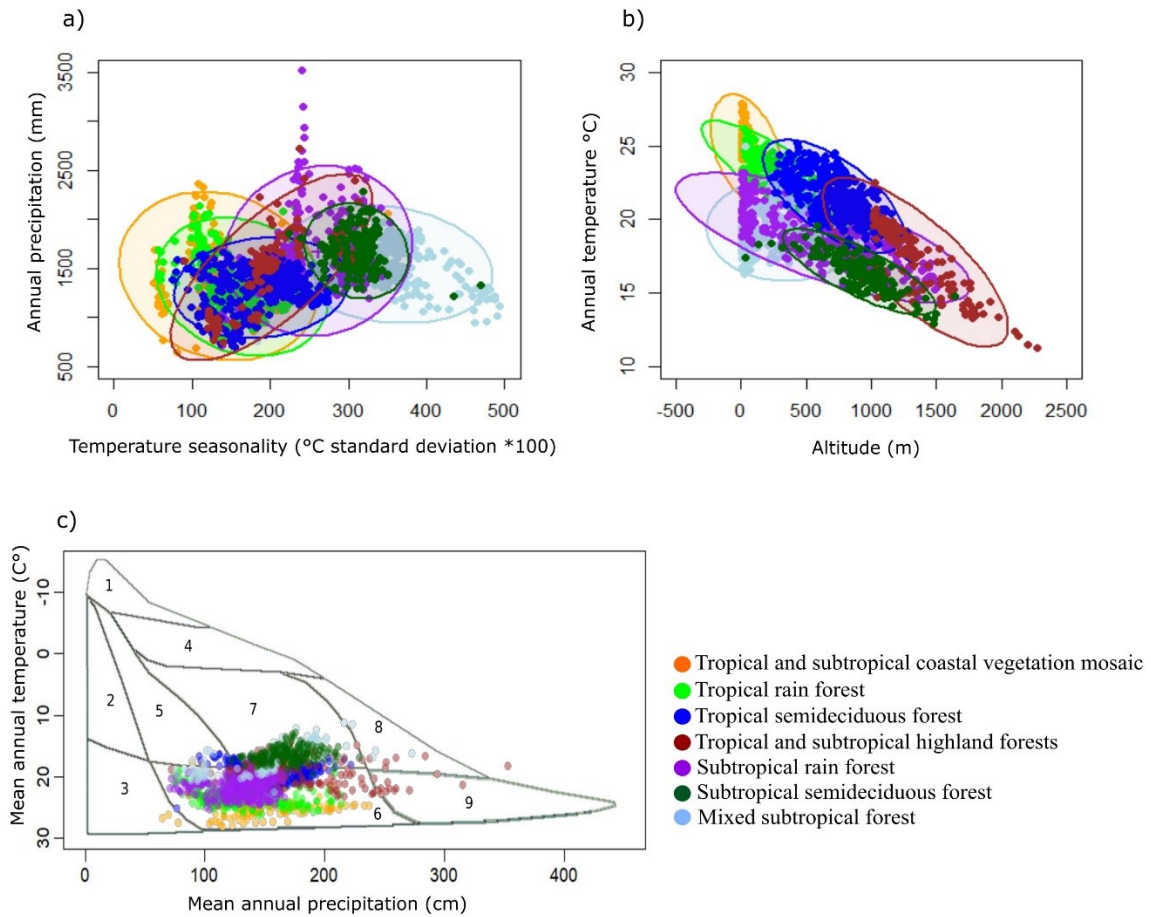 a)
b)
3500
2500
1500
500
Annual precipitation (mm)
0 100 200 300 400 500
Temperature seasonality (°C standard deviation *100)
30
25
20
15
10
Annual temperature °C
-500 0 500 1000 1500 2000 2500
Altitude (m)
c)
Mean annual temperature (C°)
-10
0
10
20
30
1
4
2
5
7
8
3
6
9
0 100 200 300 400
Mean annual precipitation (cm)
Tropical and subtropical coastal vegetation mosaic
Tropical rain forest
Tropical semideciduous forest
Tropical and subtropical highland forests
Subtropical rain forest
Subtropical semideciduous forest
Mixed subtropical forest